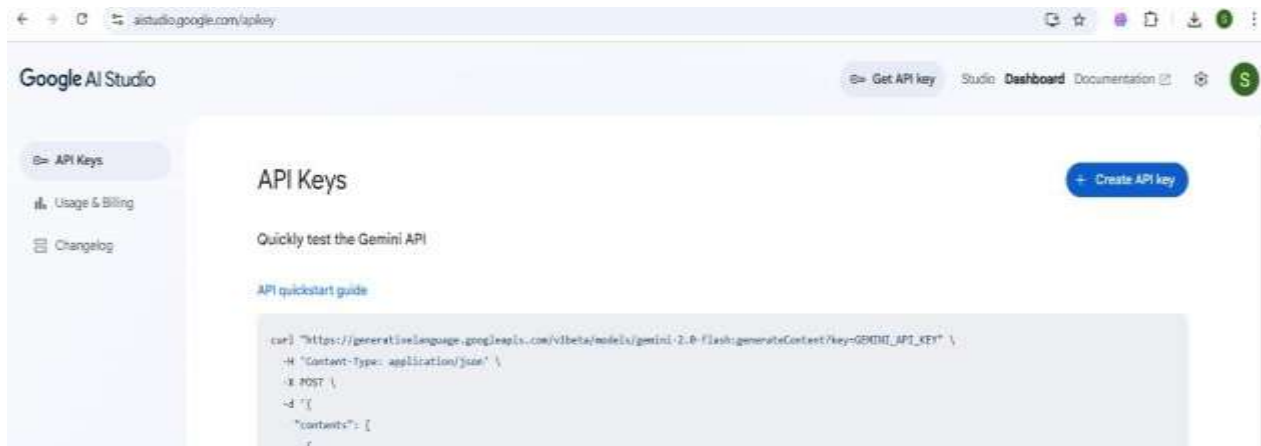 aistudio.google.com/apikey
S
Google AI Studio
Get API key Studio Dashboard Documentation
S
API Keys
Usage & Billing
Changelog
API Keys
+ Create API key
Quickly test the Gemini API
API quickstart guide
curl "https://generativelanguage.googleapis.com/v1beta/models/gemini-2.0-flash:generateContent?key=GEMINI_API_KEY" \
-H 'Content-Type: application/json' \
-X POST \
-d '{
"contents": [
{